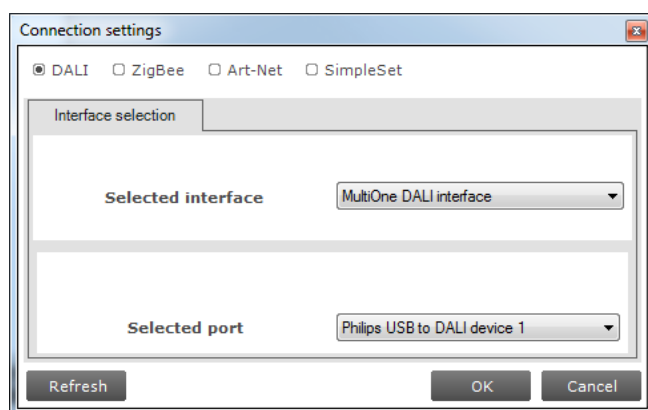 Connection settings
DALI ZigBee Art-Net SimpleSet
Interface selection
Selected interface MultiOne DALI interface
Selected port Philips USB to DALI device 1
Refresh OK Cancel